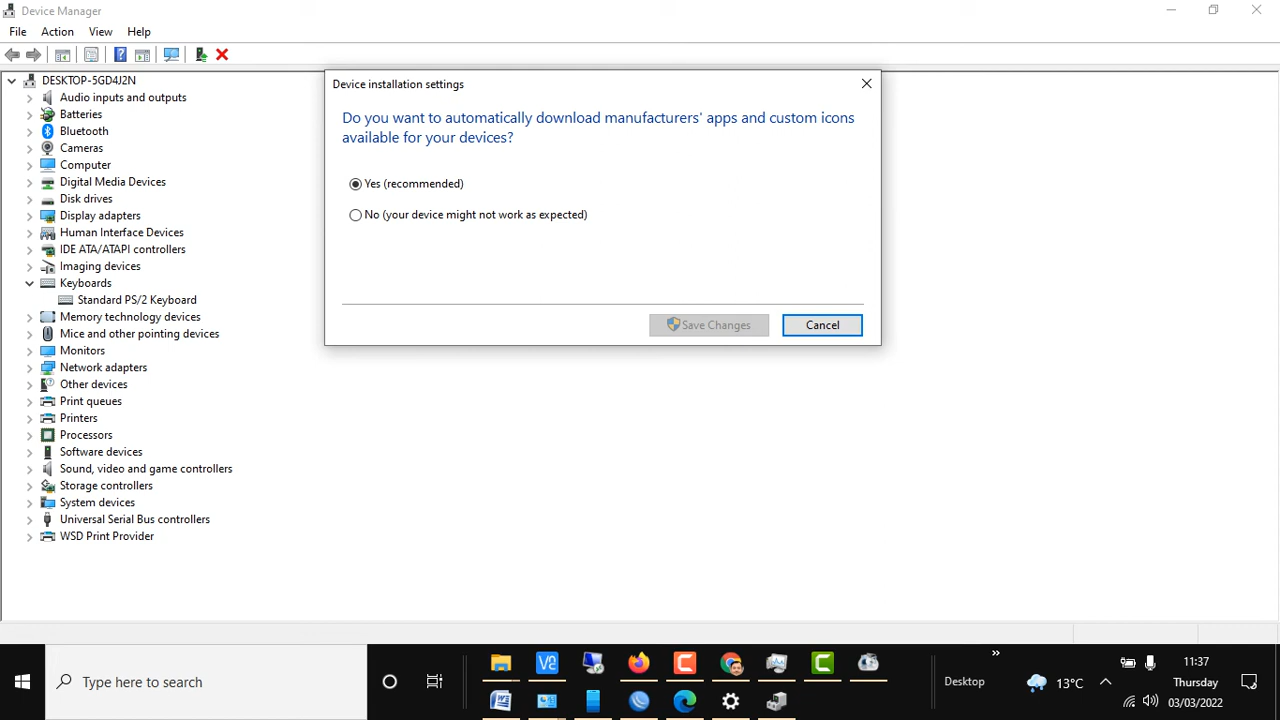 Device Manager
File Action View Help
DESKTOP-5GD4J2N
Audio inputs and outputs
Batteries
Bluetooth
Cameras
Computer
Digital Media Devices
Disk drives
Display adapters
Human Interface Devices
IDE ATA/ATAPI controllers
Imaging devices
Keyboards
Standard PS/2 Keyboard
Memory technology devices
Mice and other pointing devices
Monitors
Network adapters
Other devices
Print queues
Printers
Processors
Software devices
Sound, video and game controllers
Storage controllers
System devices
Universal Serial Bus controllers
WSD Print Provider
Device installation settings
Do you want to automatically download manufacturers' apps and custom icons
available for your devices?
Yes (recommended)
No (your device might not work as expected)
Save Changes Cancel
Type here to search
Desktop
13°C
11:37
Thursday
03/03/2022